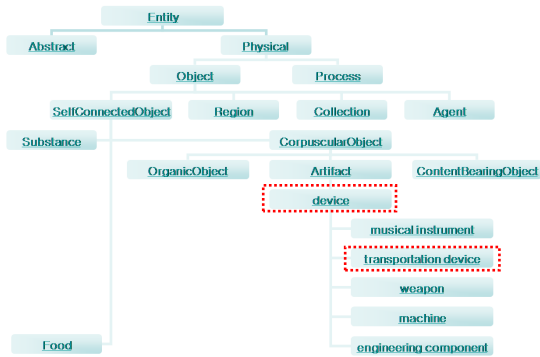 Entity
Abstract
Physical
Object
Process
SelfConnectedObject
Region
Collection
Agent
Substance
CorpuscularObject
OrganicObject
Artifact
ContentBearingObject
device
musical instrument
transportation device
weapon
machine
Food
engineering component